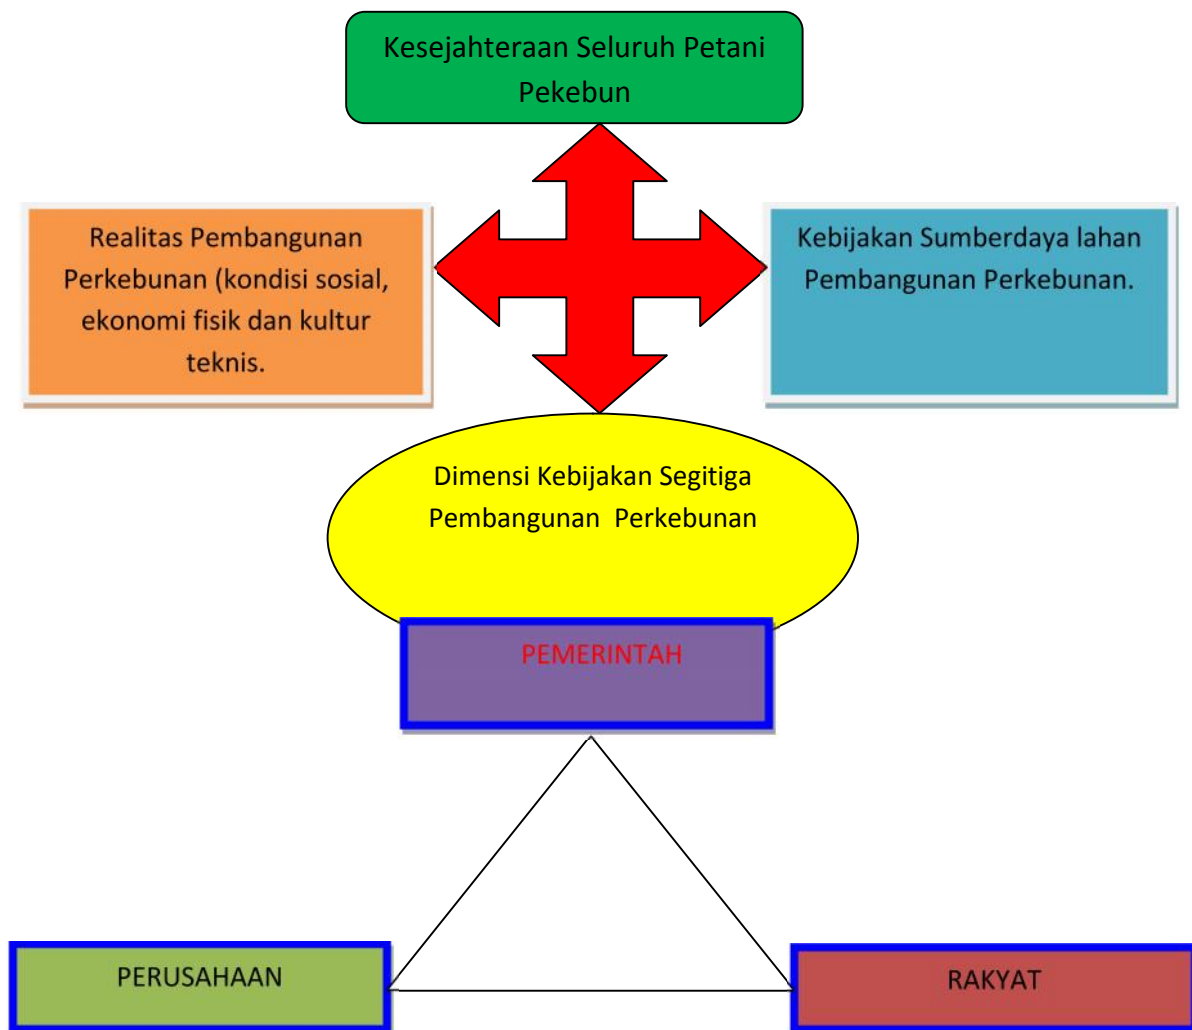 Kesejahteraan Seluruh Petani
Pekebun
Realitas Pembangunan
Perkebunan (kondisi sosial,
ekonomi fisik dan kultur
teknis.
Kebijakan Sumberdaya lahan
Pembangunan Perkebunan.
Dimensi Kebijakan Segitiga
Pembangunan Perkebunan
PEMERINTAH
PERUSAHAAN
RAKYAT